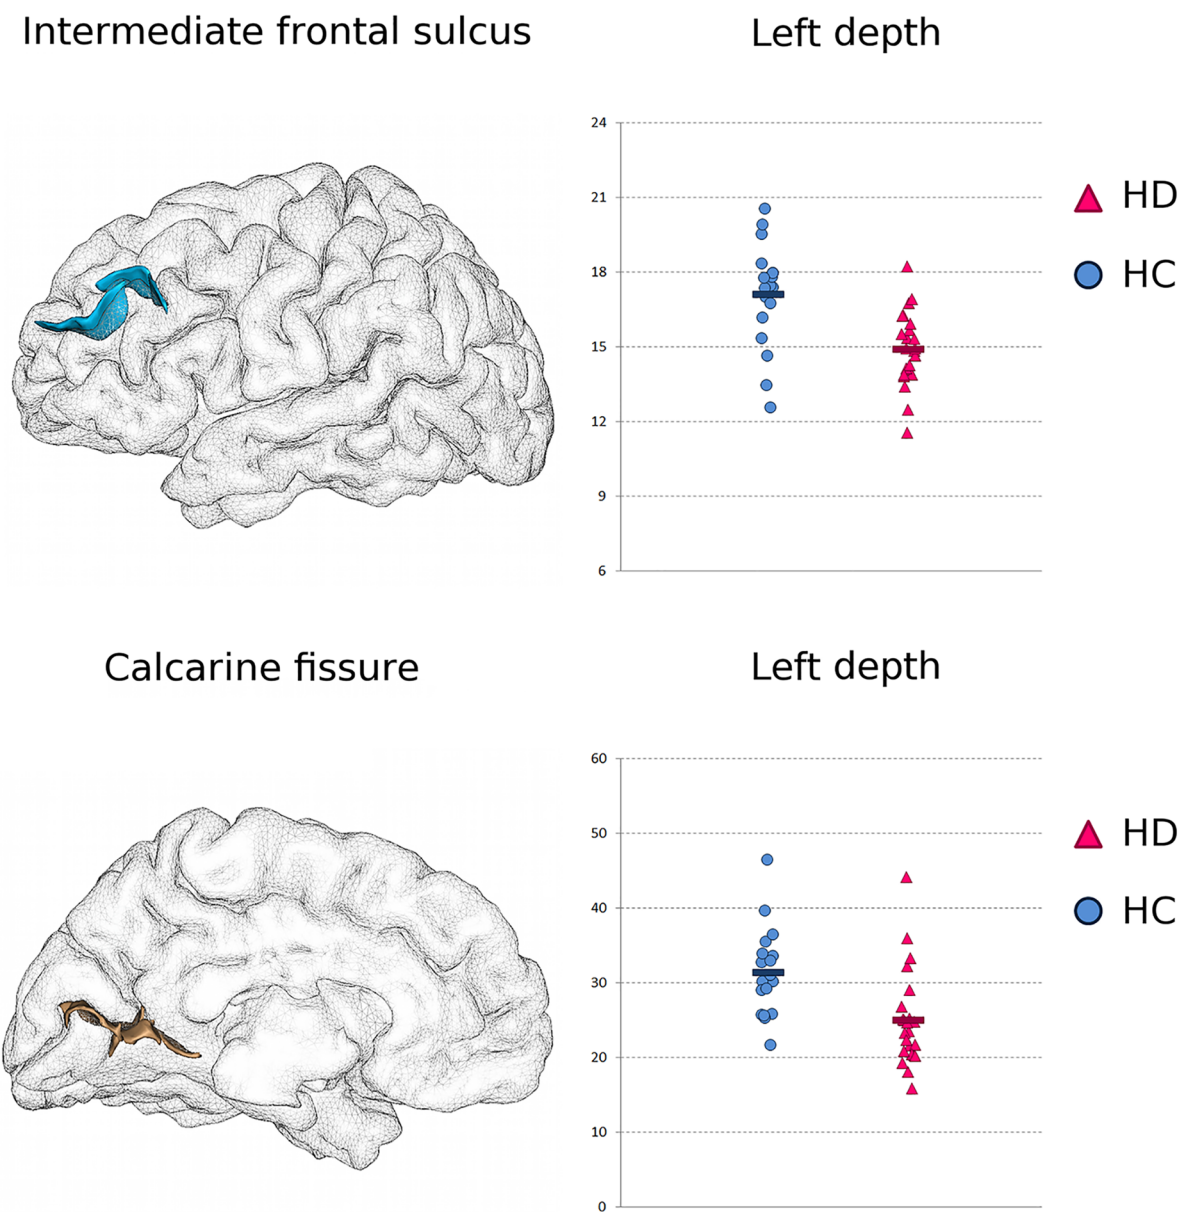 Intermediate frontal sulcus
Left depth
24
21
18
15
12
9
6
HD
HC
Calcarine fissure
Left depth
60
50
40
30
20
10
0
HD
HC